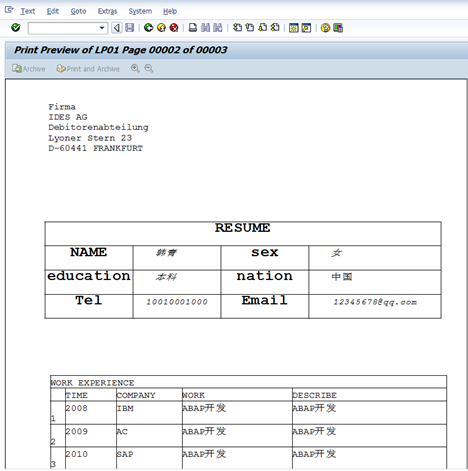 Text Edit Goto Extras System Help
Print Preview of LP01 Page 00002 of 00003
Archive Print and Archive
Firma
IDES AG
Debitorenabteilung
Lyoner Stern 23
D-60441 FRANKFURT
RESUME
NAME 韩青 sex 女
education 本科 nation 中国
Tel 10010001000 Email 12345678@qq.com
WORK EXPERIENCE
TIME COMPANY WORK DESCRIBE
1 2008 IBM ABAP开发 ABAP开发
2 2009 AC ABAP开发 ABAP开发
3 2010 SAP ABAP开发 ABAP开发